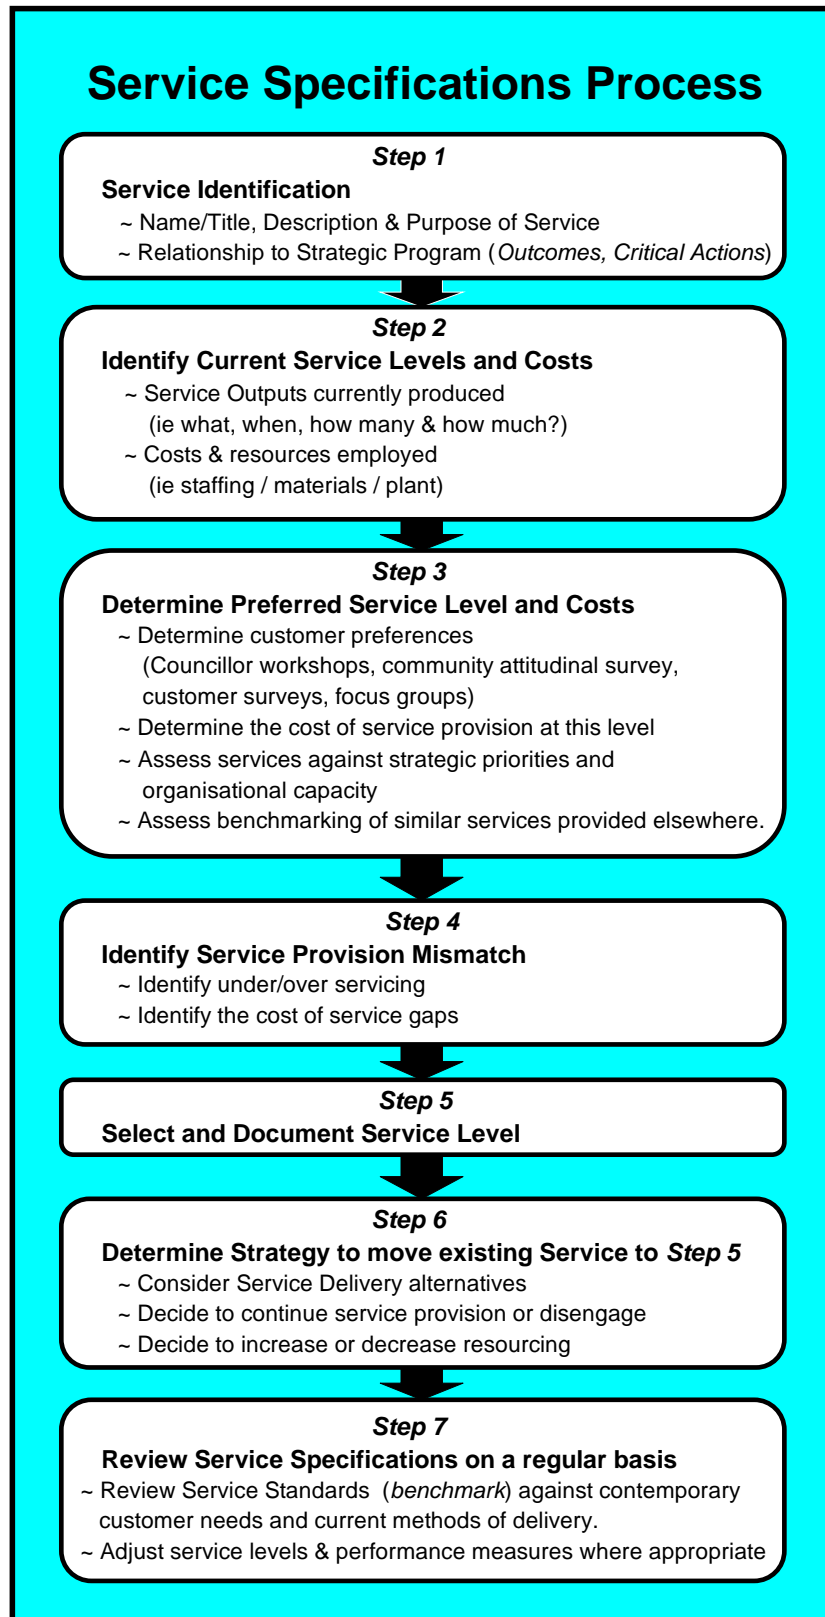 Service Specifications Process
Step 1
Service Identification
~ Name/Title, Description & Purpose of Service
~ Relationship to Strategic Program (Outcomes, Critical Actions)
Step 2
Identify Current Service Levels and Costs
~ Service Outputs currently produced
(ie what, when, how many & how much?)
~ Costs & resources employed
(ie staffing / materials / plant)
Step 3
Determine Preferred Service Level and Costs
~ Determine customer preferences
(Councillor workshops, community attitudinal survey,
customer surveys, focus groups)
~ Determine the cost of service provision at this level
~ Assess services against strategic priorities and
organisational capacity
~ Assess benchmarking of similar services provided elsewhere.
Step 4
Identify Service Provision Mismatch
~ Identify under/over servicing
~ Identify the cost of service gaps
Step 5
Select and Document Service Level
Step 6
Determine Strategy to move existing Service to Step 5
~ Consider Service Delivery alternatives
~ Decide to continue service provision or disengage
~ Decide to increase or decrease resourcing
Step 7
Review Service Specifications on a regular basis
~ Review Service Standards (benchmark) against contemporary
customer needs and current methods of delivery.
~ Adjust service levels & performance measures where appropriate